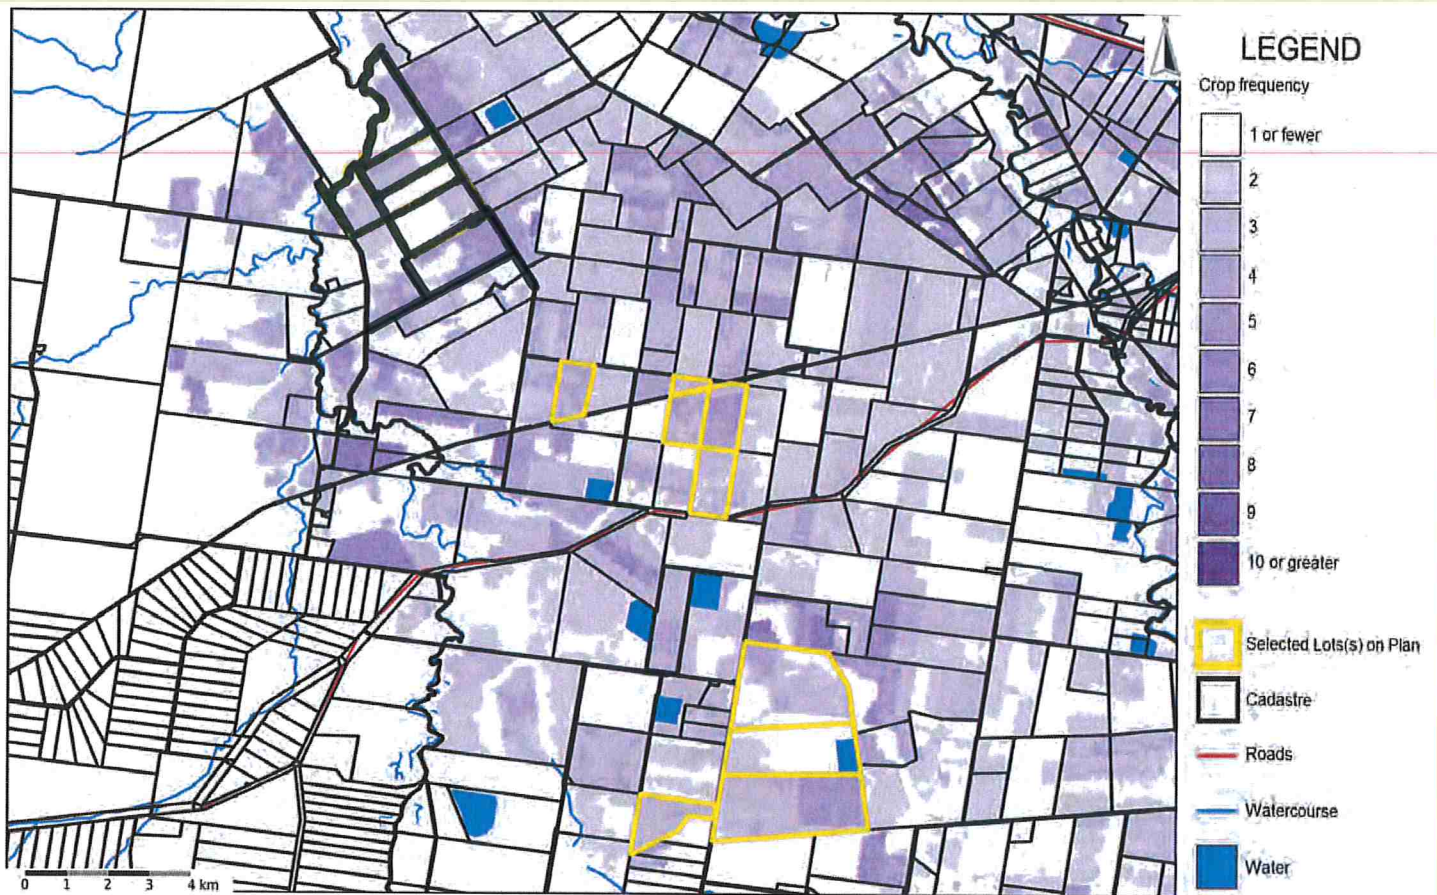 LEGEND
Crop frequency
1 or fewer
2
3
4
5
6
7
8
9
10 or greater
Selected Lots(s) on Plan
Cadastre
Roads
Watercourse
Water
0 1 2 3 4 km